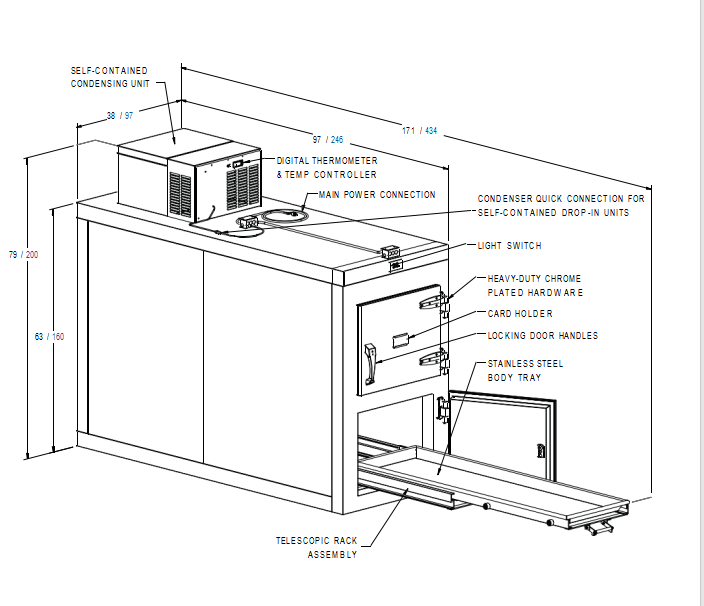 SELF-CONTAINED
CONDENSING UNIT
38 / 97
171 / 434
97 / 246
DIGITAL THERMOMETER
& TEMP CONTROLLER
MAIN POWER CONNECTION
CONDENSER QUICK CONNECTION FOR
SELF-CONTAINED DROP-IN UNITS
LIGHT SWITCH
79 / 200
HEAVY-DUTY CHROME
PLATED HARDWARE
CARD HOLDER
63 / 160
LOCKING DOOR HANDLES
STAINLESS STEEL
BODY TRAY
TELESCOPIC RACK
ASSEMBLY